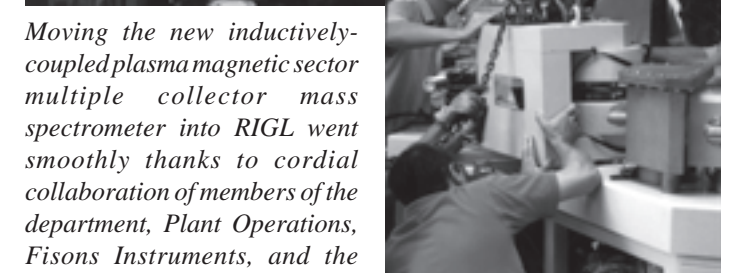 Moving the new inductively-
coupled plasma magnetic sector
multiple collector mass
spectrometer into RIGL went
smoothly thanks to cordial
collaboration of members of the
department, Plant Operations,
Fisons Instruments, and the